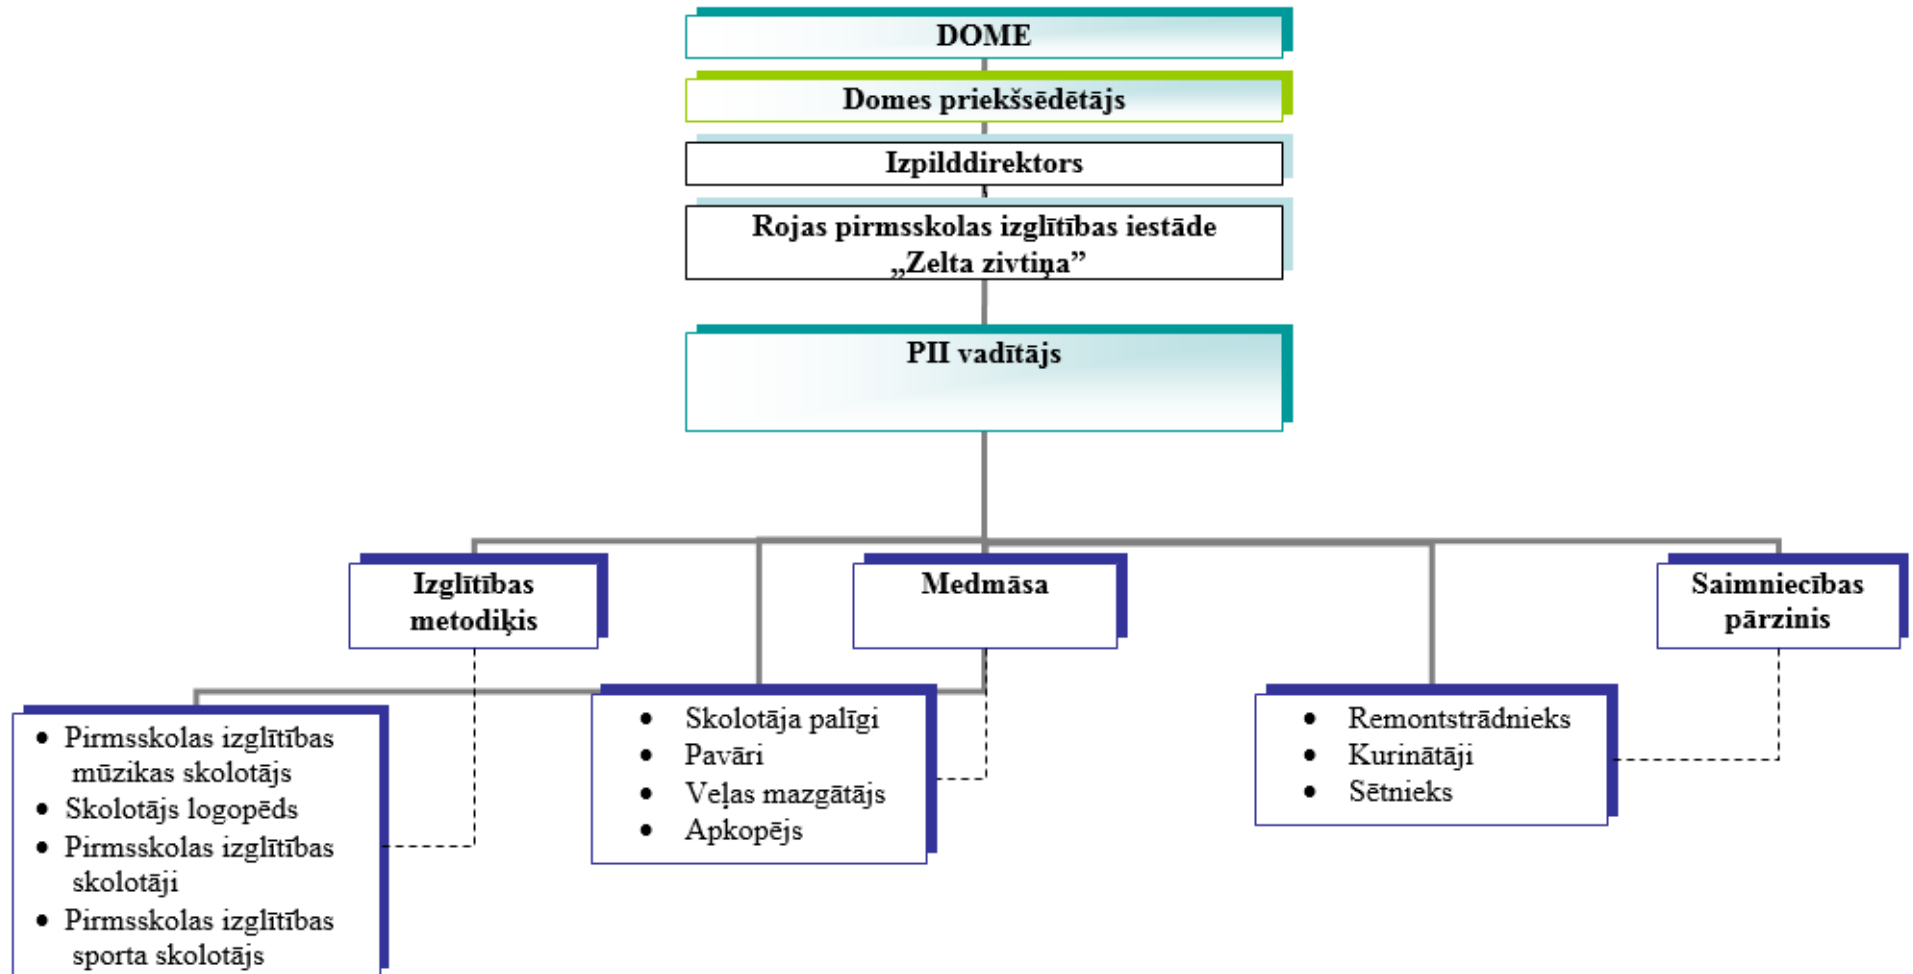 DOME
Domes priekšsēdētājs
Izpilddirektors
Rojas pirmsskolas izglītības iestāde
„Zelta zivtiņa”
PII vadītājs
Izglītības
metodiķis
Medmāsa
Saimniecības
pārzinis
• Pirmsskolas izglītības
mūzikas skolotājs
• Skolotājs logopēds
• Pirmsskolas izglītības
skolotāji
• Pirmsskolas izglītības
sporta skolotājs
• Skolotāja palīgi
• Pavāri
• Veļas mazgātājs
• Apkopējs
• Remontstrādnieks
• Kurinātāji
• Sētnieks